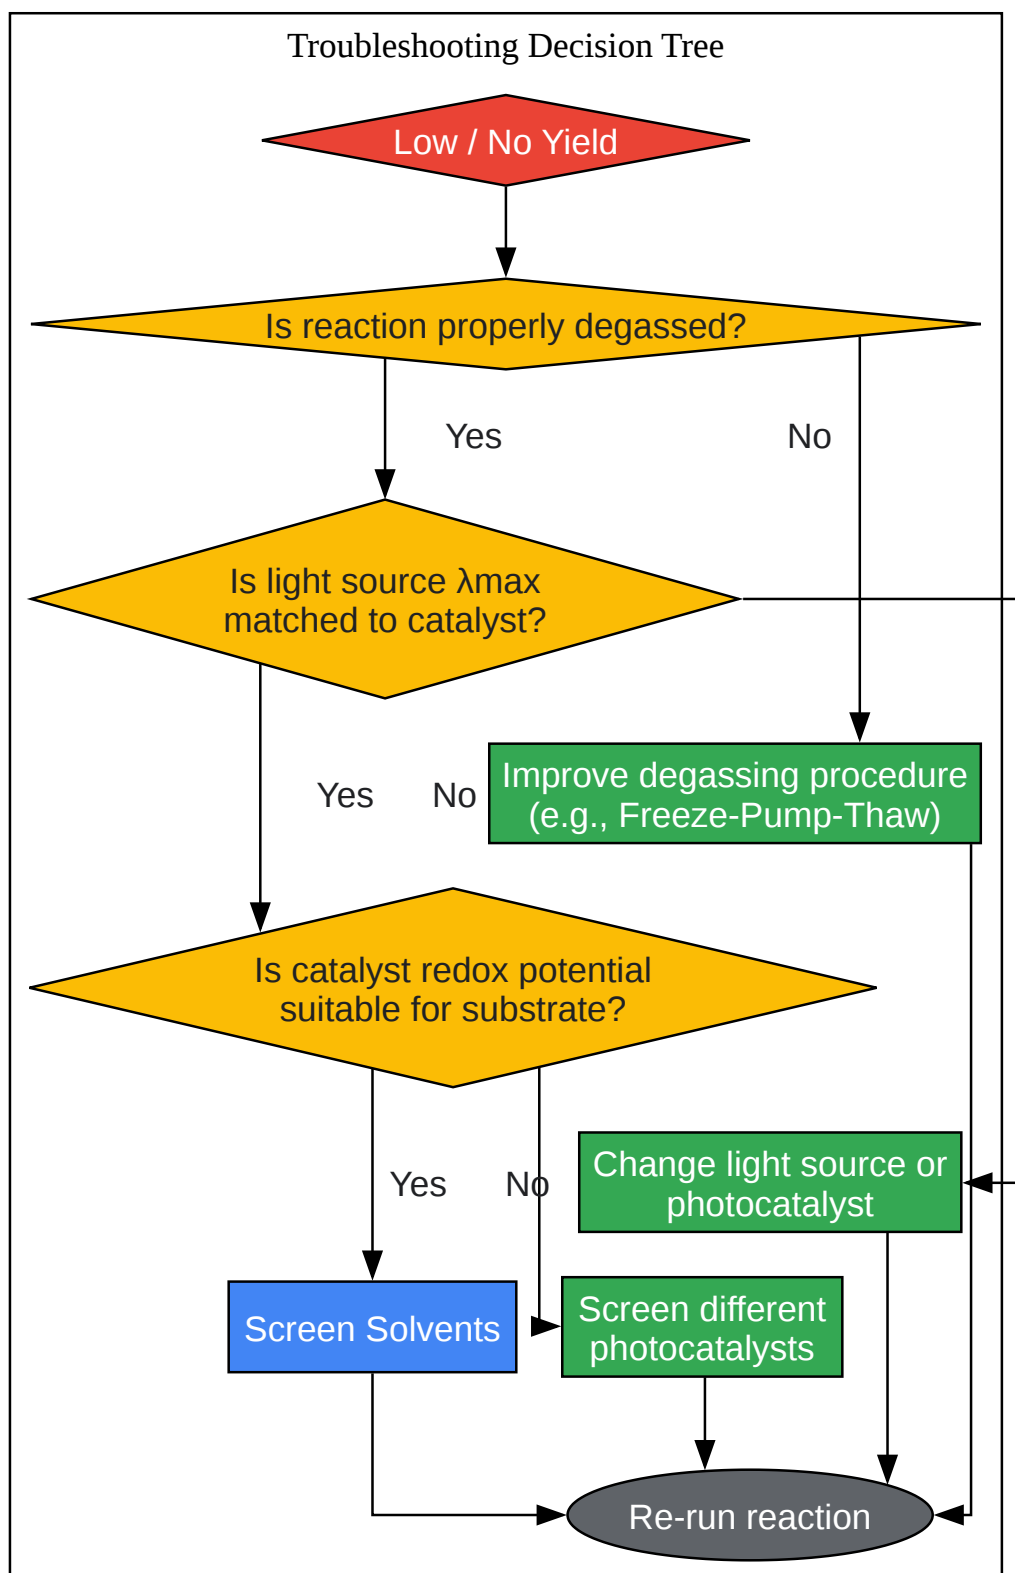 Troubleshooting Decision Tree
Low / No Yield
Is reaction properly degassed?
Yes
No
Is light source λmax
matched to catalyst?
Yes
No
Improve degassing procedure
(e.g., Freeze-Pump-Thaw)
Is catalyst redox potential
suitable for substrate?
Yes
No
Change light source or
photocatalyst
Screen Solvents
Screen different
photocatalysts
Re-run reaction